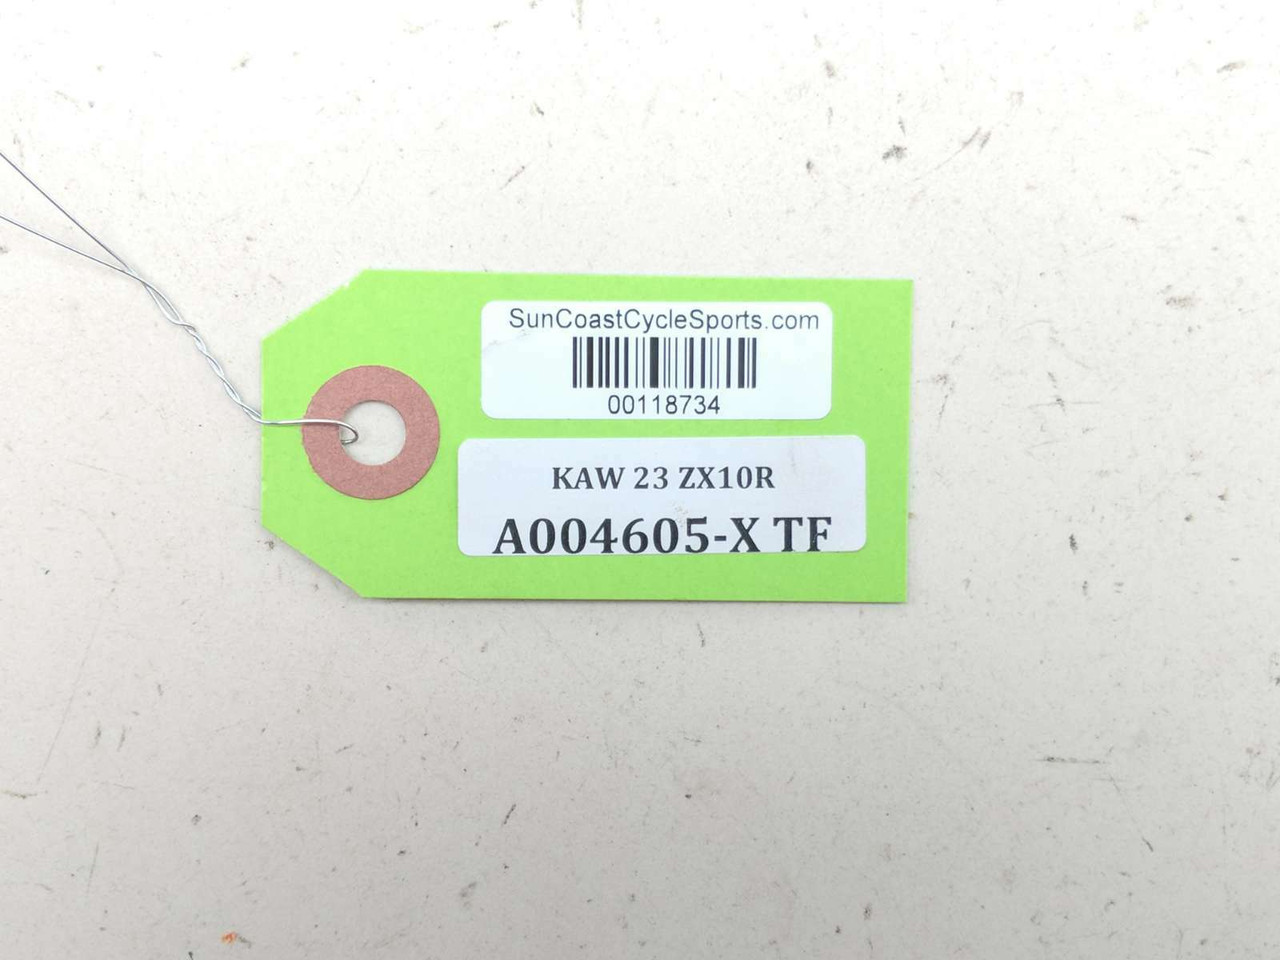 SunCoastCycleSports.com
00118734
KAW 23 ZX10R
A004605-X TF